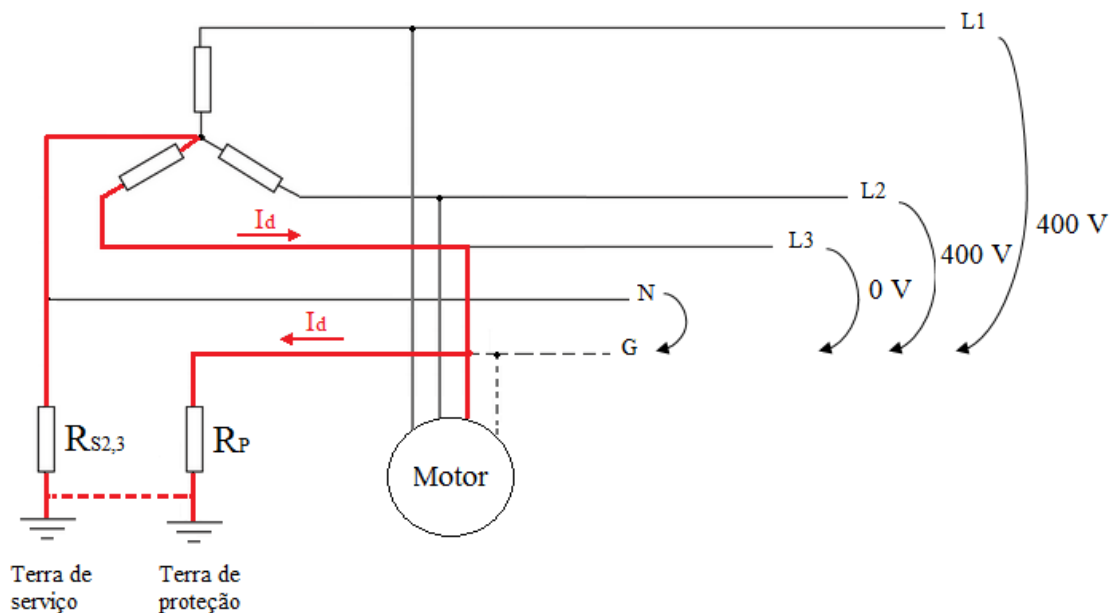 L1
L2
400 V
Id
L3
400 V
0 V
N
Id
G
RS2,3
RP
Motor
Terra de
serviço
Terra de
proteção